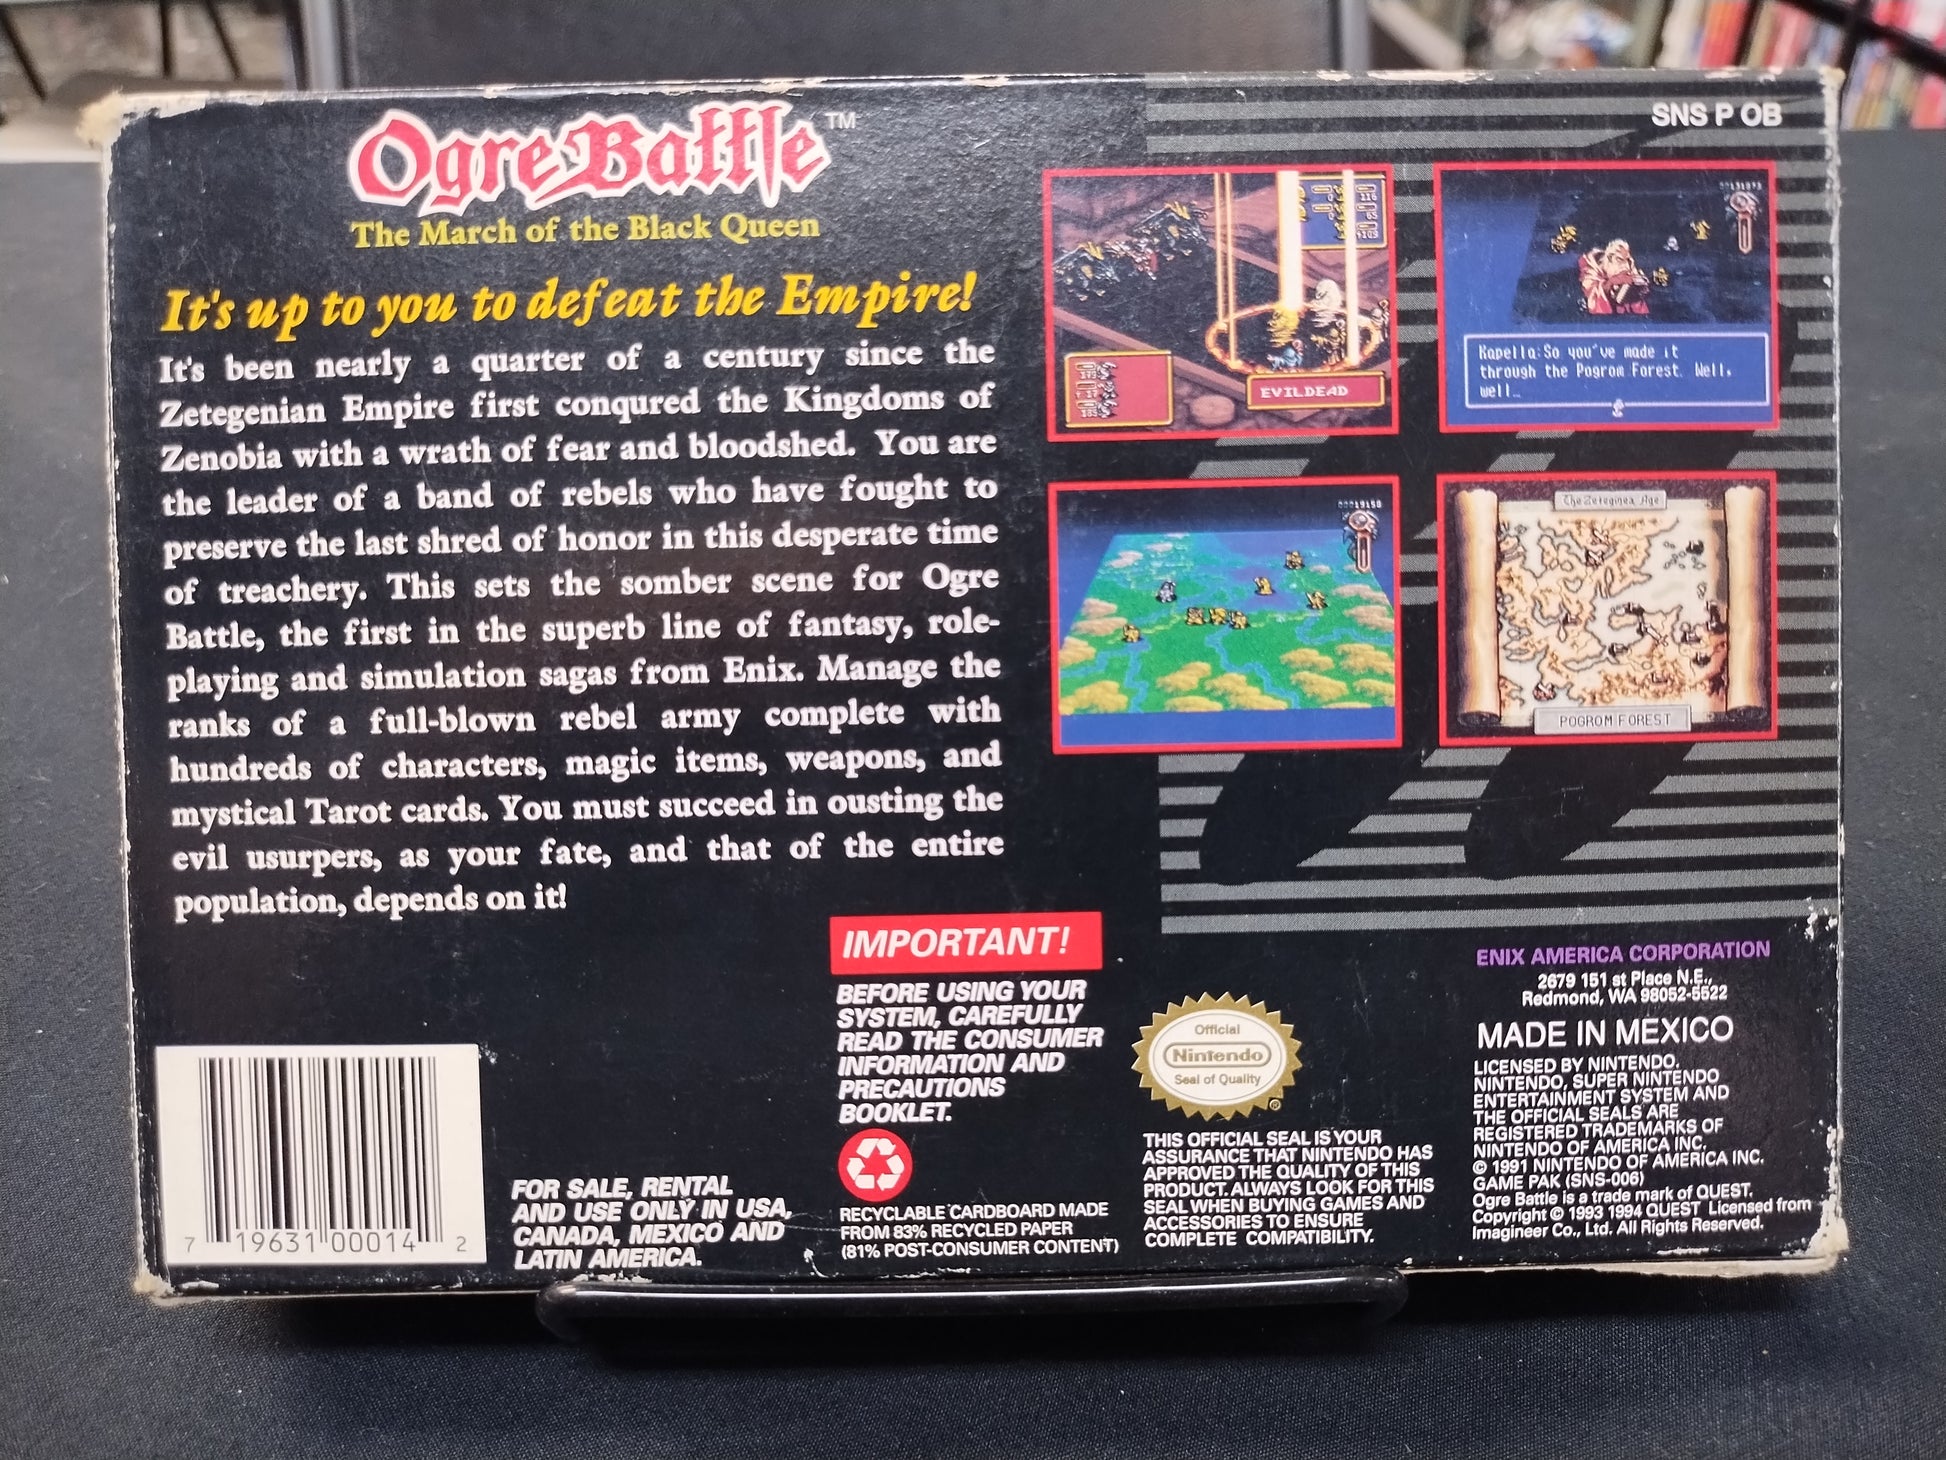 Ogre Battle™
The March of the Black Queen
It's up to you to defeat the Empire!
It's been nearly a quarter of a century since the
Zetegenian Empire first conqured the Kingdoms of
Zenobia with a wrath of fear and bloodshed. You are
the leader of a band of rebels who have fought to
preserve the last shred of honor in this desperate time
of treachery. This sets the somber scene for Ogre
Battle, the first in the superb line of fantasy, role-
playing and simulation sagas from Enix. Manage the
ranks of a full-blown rebel army complete with
hundreds of characters, magic items, weapons, and
mystical Tarot cards. You must succeed in ousting the
evil usurpers, as your fate, and that of the entire
population, depends on it!
SNS P OB
116
65
+109
EVILDEAD
Kapella:So you've made it
through the Pogrom Forest. Well,
well…
The Zeteginea Age
POGROM FOREST
7 19631 00014 2
FOR SALE, RENTAL
AND USE ONLY IN USA,
CANADA, MEXICO AND
LATIN AMERICA.
IMPORTANT!
BEFORE USING YOUR
SYSTEM, CAREFULLY
READ THE CONSUMER
INFORMATION AND
PRECAUTIONS
BOOKLET.
RECYCLABLE CARDBOARD MADE
FROM 83% RECYCLED PAPER
(81% POST-CONSUMER CONTENT)
Official
Nintendo
Seal of Quality
®
THIS OFFICIAL SEAL IS YOUR
ASSURANCE THAT NINTENDO HAS
APPROVED THE QUALITY OF THIS
PRODUCT. ALWAYS LOOK FOR THIS
SEAL WHEN BUYING GAMES AND
ACCESSORIES TO ENSURE
COMPLETE COMPATIBILITY.
ENIX AMERICA CORPORATION
2679 151 st Place N.E.,
Redmond, WA 98052-5522
MADE IN MEXICO
LICENSED BY NINTENDO.
NINTENDO, SUPER NINTENDO
ENTERTAINMENT SYSTEM AND
THE OFFICIAL SEALS ARE
REGISTERED TRADEMARKS OF
NINTENDO OF AMERICA INC.
© 1991 NINTENDO OF AMERICA INC.
GAME PAK (SNS-006)
Ogre Battle is a trade mark of QUEST.
Copyright © 1993 1994 QUEST Licensed from
Imagineer Co., Ltd. All Rights Reserved.